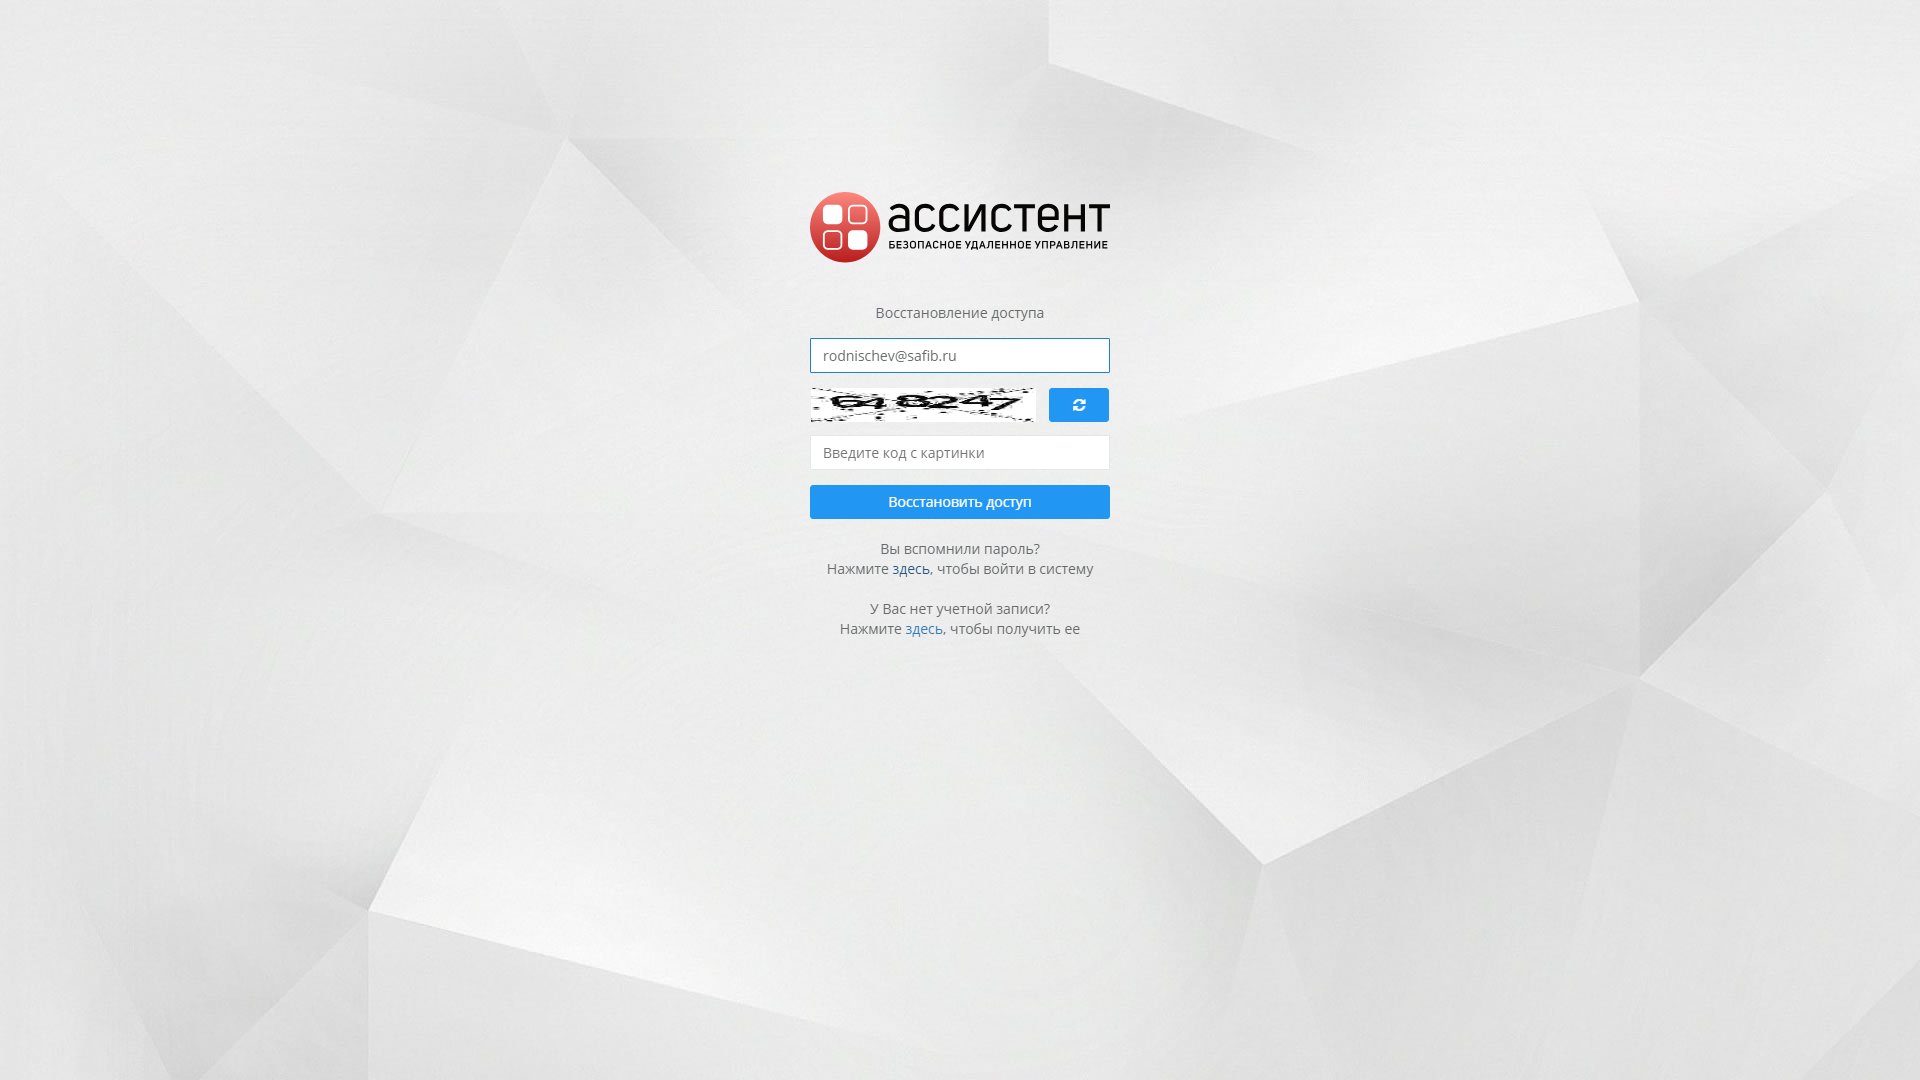 ассистент
БЕЗОПАСНОЕ УДАЛЕННОЕ УПРАВЛЕНИЕ
Восстановление доступа
rodnischev@safib.ru
648247
Введите код с картинки
Восстановить доступ
Вы вспомнили пароль?
Нажмите здесь, чтобы войти в систему
У Вас нет учетной записи?
Нажмите здесь, чтобы получить ее